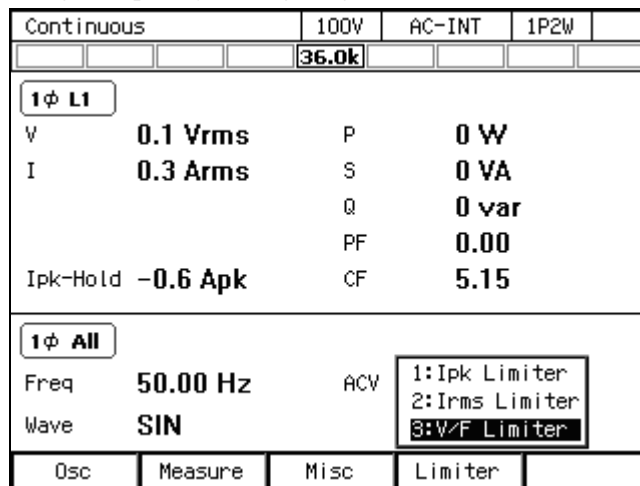 Continuous 100V AC-INT 1P2W
36.0k
1φ L1
V 0.1 Vrms P 0 W
I 0.3 Arms S 0 VA
Q 0 var
PF 0.00
Ipk-Hold -0.6 Apk CF 5.15
1φ All
Freq 50.00 Hz ACV 1:Ipk Limiter
2:Irms Limiter
Wave SIN 3:V/F Limiter
Osc Measure Misc Limiter